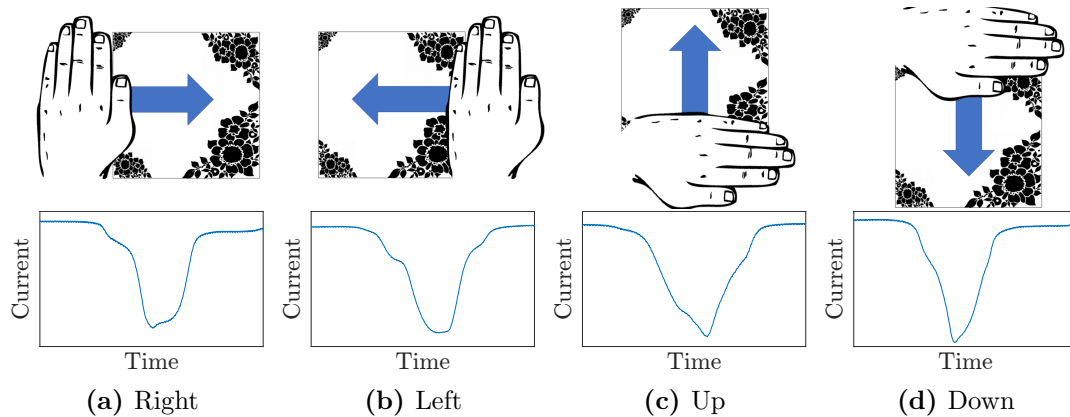 Current
Time
(a) Right
Current
Time
(b) Left
Current
Time
(c) Up
Current
Time
(d) Down